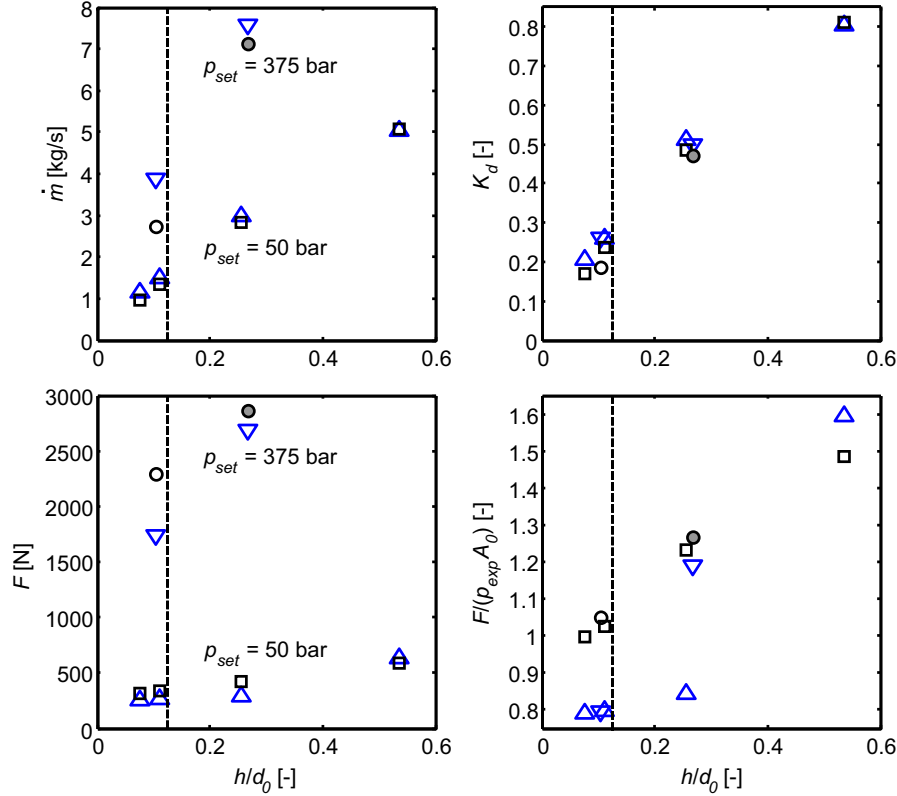 8
7
6
5
4
3
2
1
0
ṁ [kg/s]
p_set = 375 bar
p_set = 50 bar
0 0.2 0.4 0.6
0.9
0.8
0.7
0.6
0.5
0.4
0.3
0.2
0.1
0
K_d [-]
0 0.2 0.4 0.6
3000
2500
2000
1500
1000
500
0
F [N]
p_set = 375 bar
p_set = 50 bar
0 0.2 0.4 0.6
h/d_0 [-]
1.6
1.5
1.4
1.3
1.2
1.1
1
0.9
0.8
F/(p_exp A_0) [-]
0 0.2 0.4 0.6
h/d_0 [-]